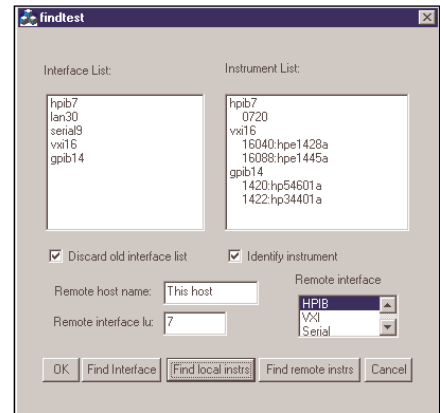 findtest
Interface List:
hpib7
lan30
serial9
vxi16
gpib14
Instrument List:
hpib7
0720
vxi16
16040:hpe1428a
16088:hpe1445a
gpib14
1420:hp54601a
1422:hp34401a
Discard old interface list
Identify instrument
Remote host name: This host
Remote interface lu: 7
Remote interface
HPIB
VXI
Serial
OK Find Interface Find local instrs Find remote instrs Cancel